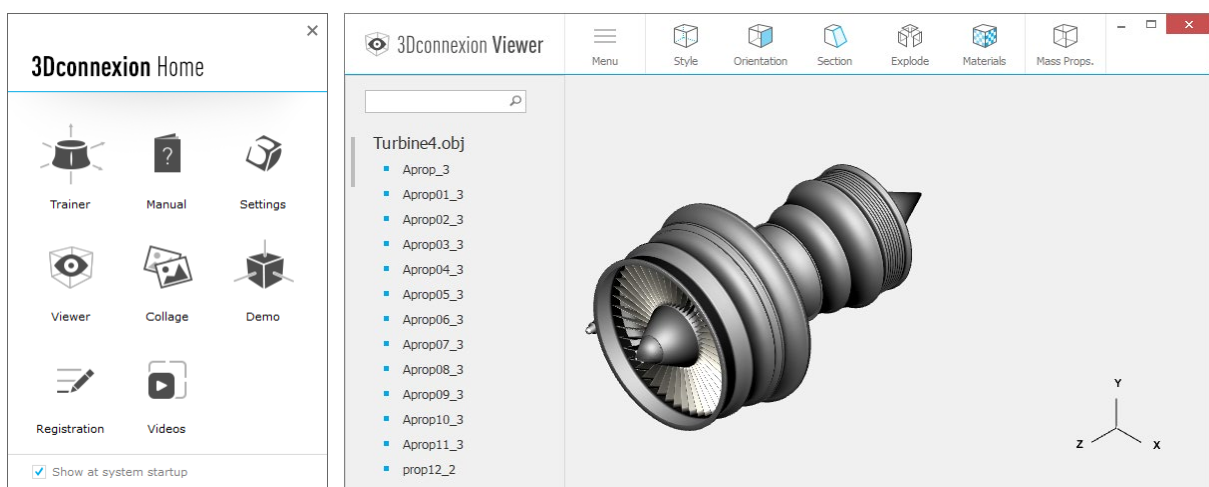 3Dconnexion Home
Trainer Manual Settings
Viewer Collage Demo
Registration Videos
Show at system startup
3Dconnexion Viewer
Menu Style Orientation Section Explode Materials Mass Props.
Turbine4.obj
Aprop_3
Aprop01_3
Aprop02_3
Aprop03_3
Aprop04_3
Aprop05_3
Aprop06_3
Aprop07_3
Aprop08_3
Aprop09_3
Aprop10_3
Aprop11_3
prop12_2
Y
Z X